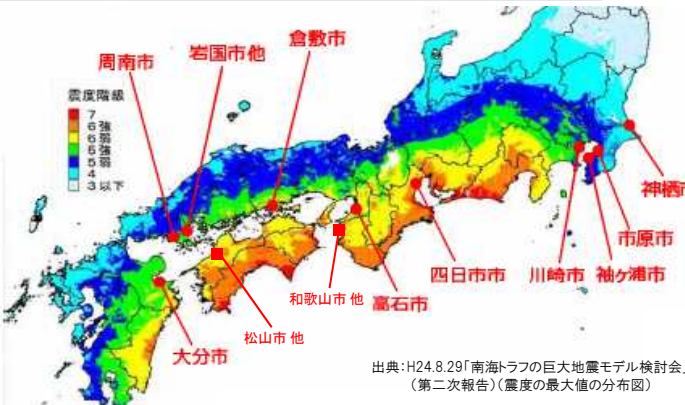 倉敷市
岩国市他
周南市
震度階級
7
6強
6弱
5強
5弱
4
3以下
神栖市
市原市
袖ヶ浦市
川崎市
四日市市
高石市
和歌山市 他
松山市 他
大分市
出典:H24.8.29「南海トラフの巨大地震モデル検討会」
(第二次報告)(震度の最大値の分布図)